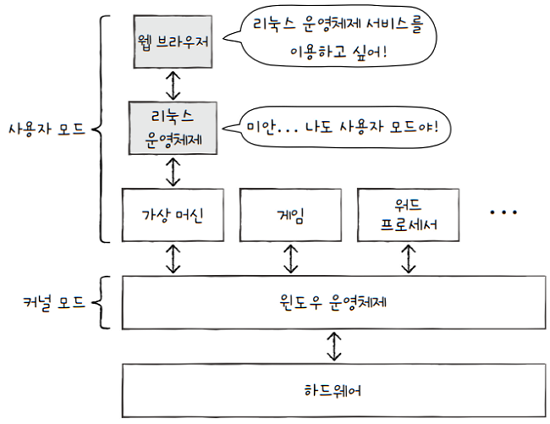 웹 브라우저
리눅스 운영체제 서비스를
이용하고 싶어!
사용자 모드
리눅스
운영체제
미안... 나도 사용자 모드야!
가상 머신
게임
워드
프로세서
...
커널 모드
윈도우 운영체제
하드웨어